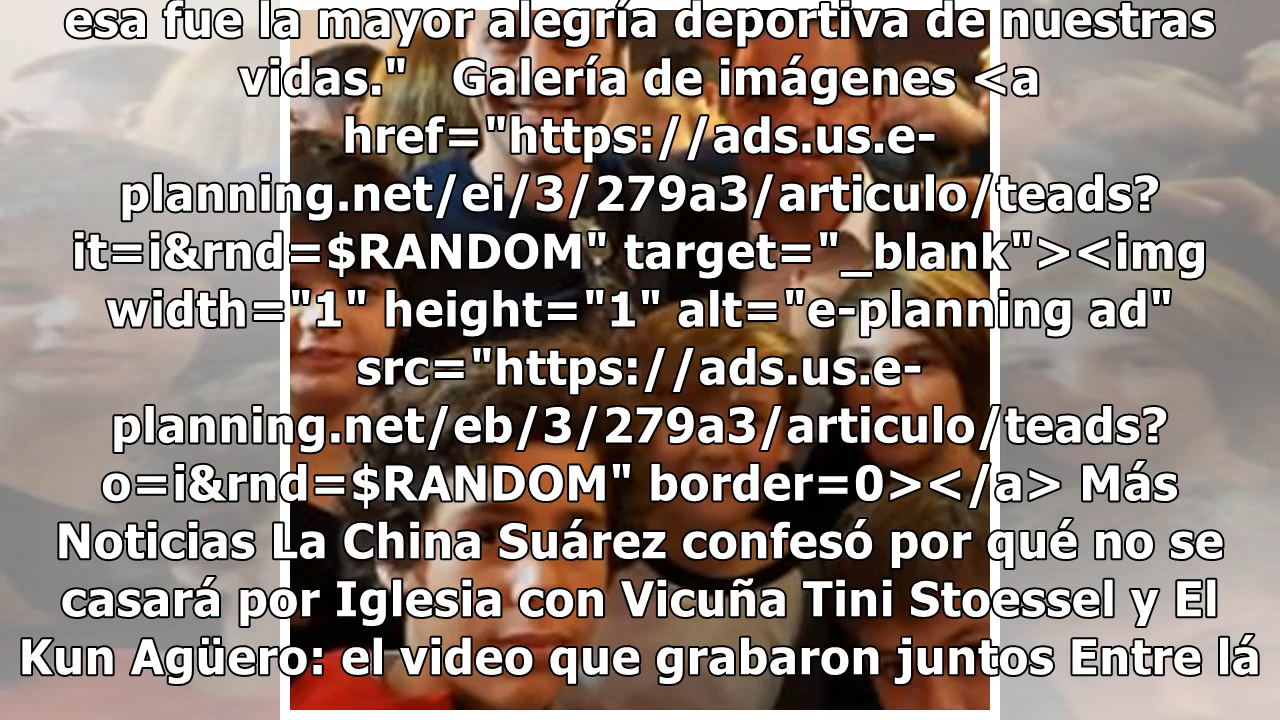 esa fue la mayor alegría deportiva de nuestras
vidas."   Galería de imágenes <a
href="https://ads.us.e-
planning.net/ei/3/279a3/articulo/teads?
it=i&rnd=$RANDOM" target="_blank"><img
width="1" height="1" alt="e-planning ad"
src="https://ads.us.e-
planning.net/eb/3/279a3/articulo/teads?
o=i&rnd=$RANDOM" border=0></a> Más
Noticias La China Suárez confesó por qué no se
casará por Iglesia con Vicuña Tini Stoessel y El
Kun Agüero: el video que grabaron juntos Entre lá